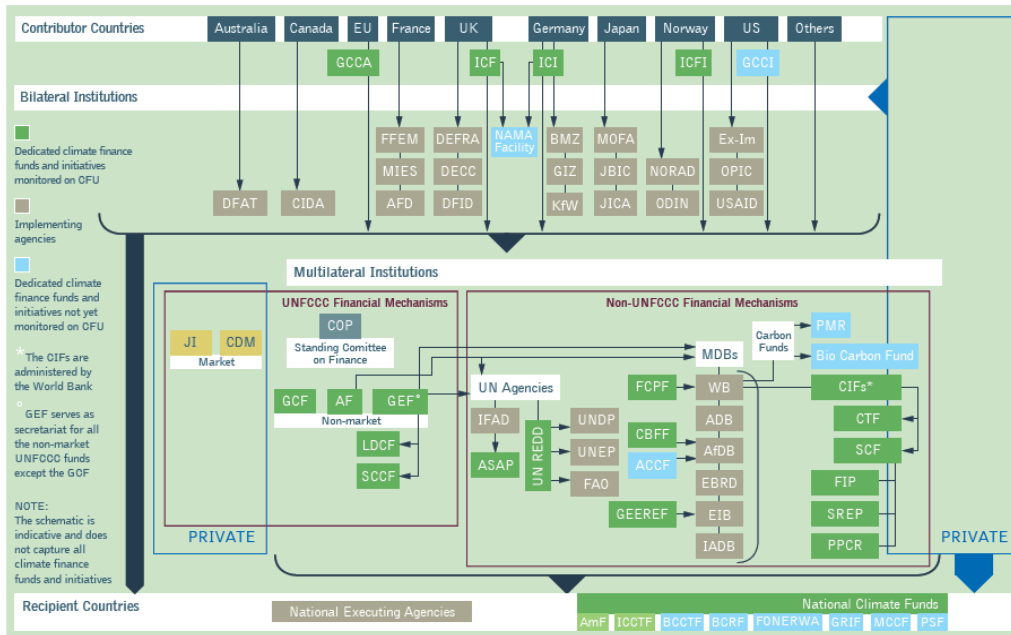 Contributor Countries
Australia
Canada
EU
France
UK
Germany
Japan
Norway
US
Others
GCCA
ICF
ICI
ICFI
GCCI
Bilateral Institutions
Dedicated climate finance
funds and initiatives
monitored on CFU
Implementing
agencies
Dedicated climate
finance funds and
initiatives not yet
monitored on CFU
*The CIFs are
administered by
the World Bank
° GEF serves as
secretariat for all
the non-market
UNFCCC funds
except the GCF
NOTE:
The schematic is
indicative and does
not capture all
climate finance
funds and initiatives
FFEM
DEFRA
NAMA
Facility
BMZ
MOFA
Ex-Im
MIES
DECC
GIZ
JBIC
NORAD
OPIC
DFAT
CIDA
AFD
DFID
KfW
JICA
ODIN
USAID
Multilateral Institutions
UNFCCC Financial Mechanisms
COP
Standing Comittee
on Finance
JI
CDM
Market
GCF
AF
GEF°
Non-market
LDCF
SCCF
PRIVATE
Non-UNFCCC Financial Mechanisms
UN Agencies
IFAD
ASAP
UN REDD
UNDP
UNEP
FAO
MDBs
FCPF
WB
ADB
CBFF
ACCF
AfDB
EBRD
GEEREF
EIB
IADB
Carbon
Funds
PMR
Bio Carbon Fund
CIFs*
CTF
SCF
FIP
SREP
PPCR
PRIVATE
Recipient Countries
National Executing Agencies
National Climate Funds
AmF
ICCTF
BCCTF
BCRF
FONERWA
GRIF
MCCF
PSF